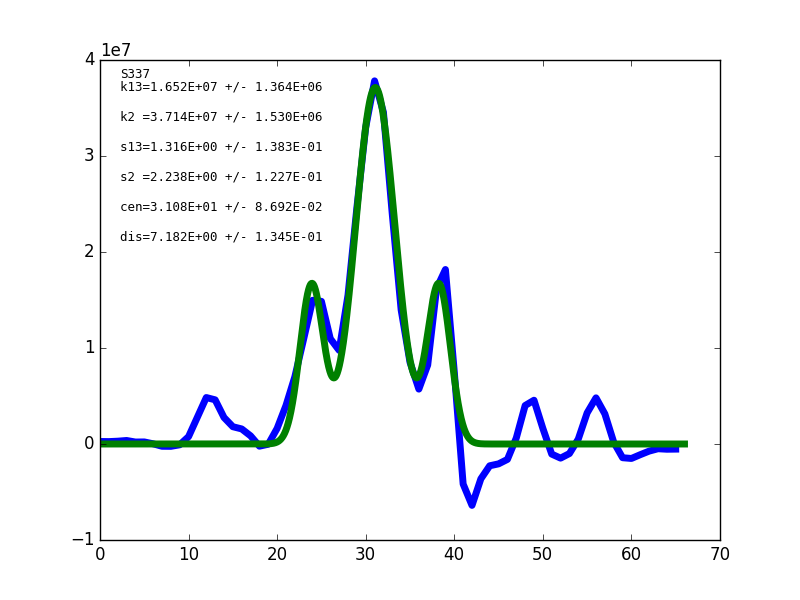 1e7
S337
k13=1.652E+07 +/- 1.364E+06
k2 =3.714E+07 +/- 1.530E+06
s13=1.316E+00 +/- 1.383E-01
s2 =2.238E+00 +/- 1.227E-01
cen=3.108E+01 +/- 8.692E-02
dis=7.182E+00 +/- 1.345E-01
4
3
2
1
0
−1
0 10 20 30 40 50 60 70